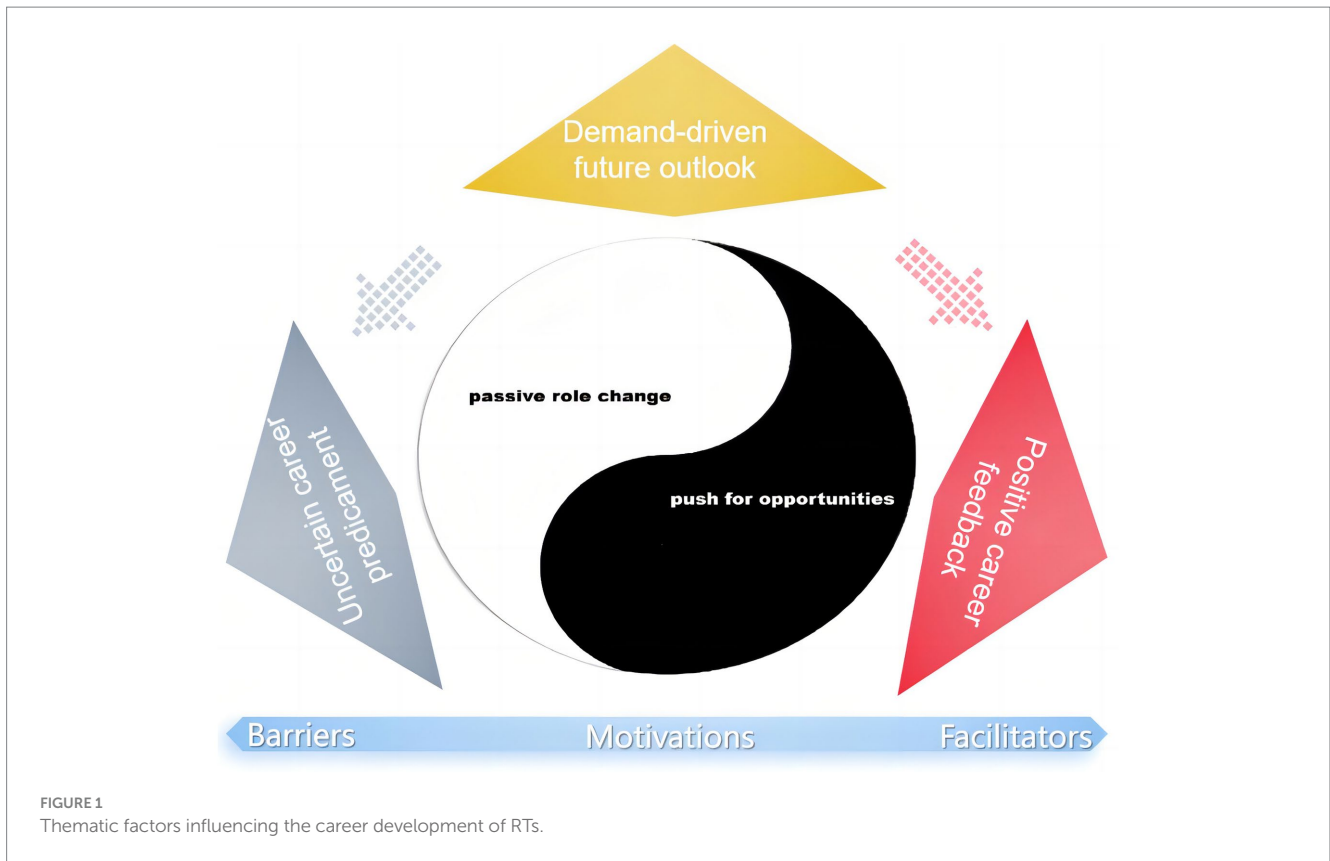 Demand-driven
future outlook
passive role change
push for opportunities
Uncertain career
predicament
Positive career
feedback
Barriers
Motivations
Facilitators
FIGURE 1
Thematic factors influencing the career development of RTs.